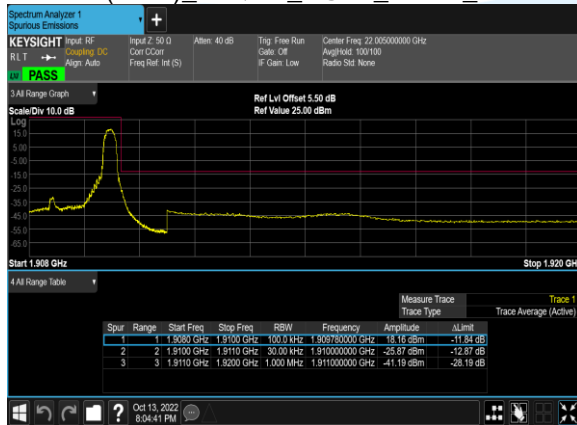 Spectrum Analyzer 1
Spurious Emissions
KEYSIGHT Input: RF
R L T Coupling: DC
Align: Auto
Input Z: 50 Ω
Corr CCorr
Freq Ref: Int (S)
Atten: 40 dB
Trig: Free Run
Gate: Off
IF Gain: Low
Center Freq: 22.005000000 GHz
Avg|Hold: 100/100
Radio Std: None
PASS
3 All Range Graph
Ref Lvl Offset 5.50 dB
Scale/Div 10.0 dB
Ref Value 25.00 dBm
Log
15.0
5.00
-5.00
-15.0
-25.0
-35.0
-45.0
-55.0
-65.0
Start 1.908 GHz
Stop 1.920 GH
4 All Range Table
Measure Trace Trace 1
Trace Type Trace Average (Active)
Spur Range Start Freq Stop Freq RBW Frequency Amplitude ΔLimit
1 1 1.9080 GHz 1.9100 GHz 100.0 kHz 1.909780000 GHz 18.16 dBm -11.84 dB
2 2 1.9100 GHz 1.9110 GHz 30.00 kHz 1.910000000 GHz -25.87 dBm -12.87 dB
3 3 1.9110 GHz 1.9200 GHz 1.000 MHz 1.911000000 GHz -41.19 dBm -28.19 dB
Oct 13, 2022
8:04:41 PM